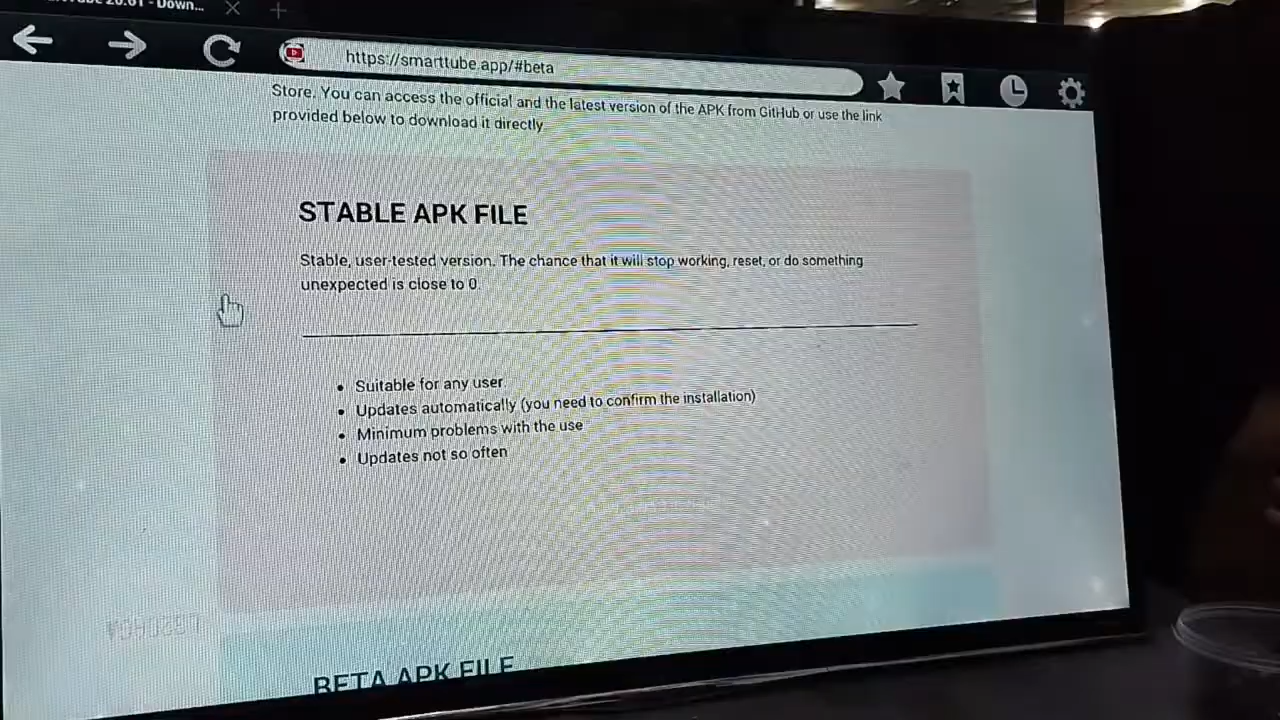 - Down...
https://smarttube.app/#beta
Store. You can access the official and the latest version of the APK from GitHub or use the link
provided below to download it directly.
STABLE APK FILE
Stable, user-tested version. The chance that it will stop working, reset, or do something
unexpected is close to 0.
Suitable for any user.
Updates automatically (you need to confirm the installation)
Minimum problems with the use
Updates not so often
BETA APK FILE